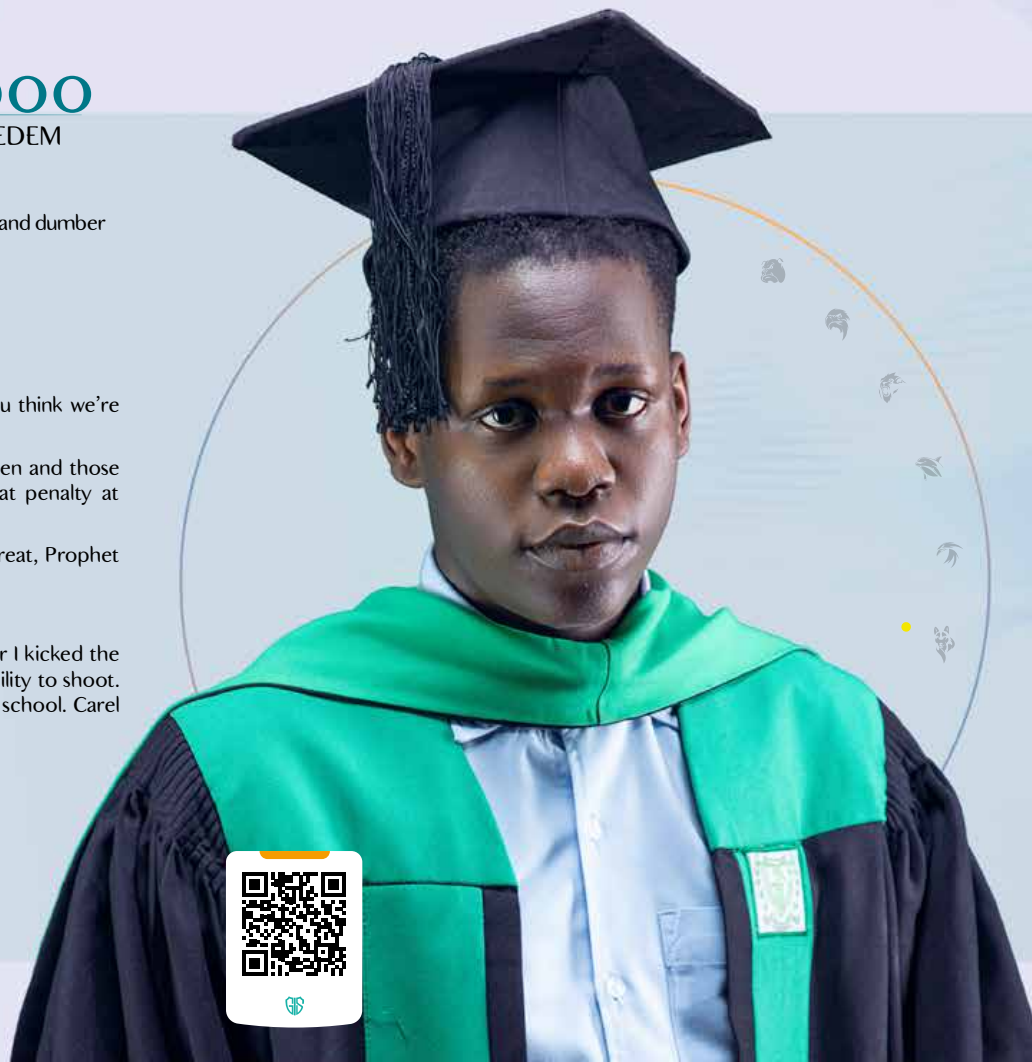 OOO
EDEM
and dumber
u think we’re
en and those
at penalty at
reat, Prophet
r I kicked the
ility to shoot.
school. Carel
GIS